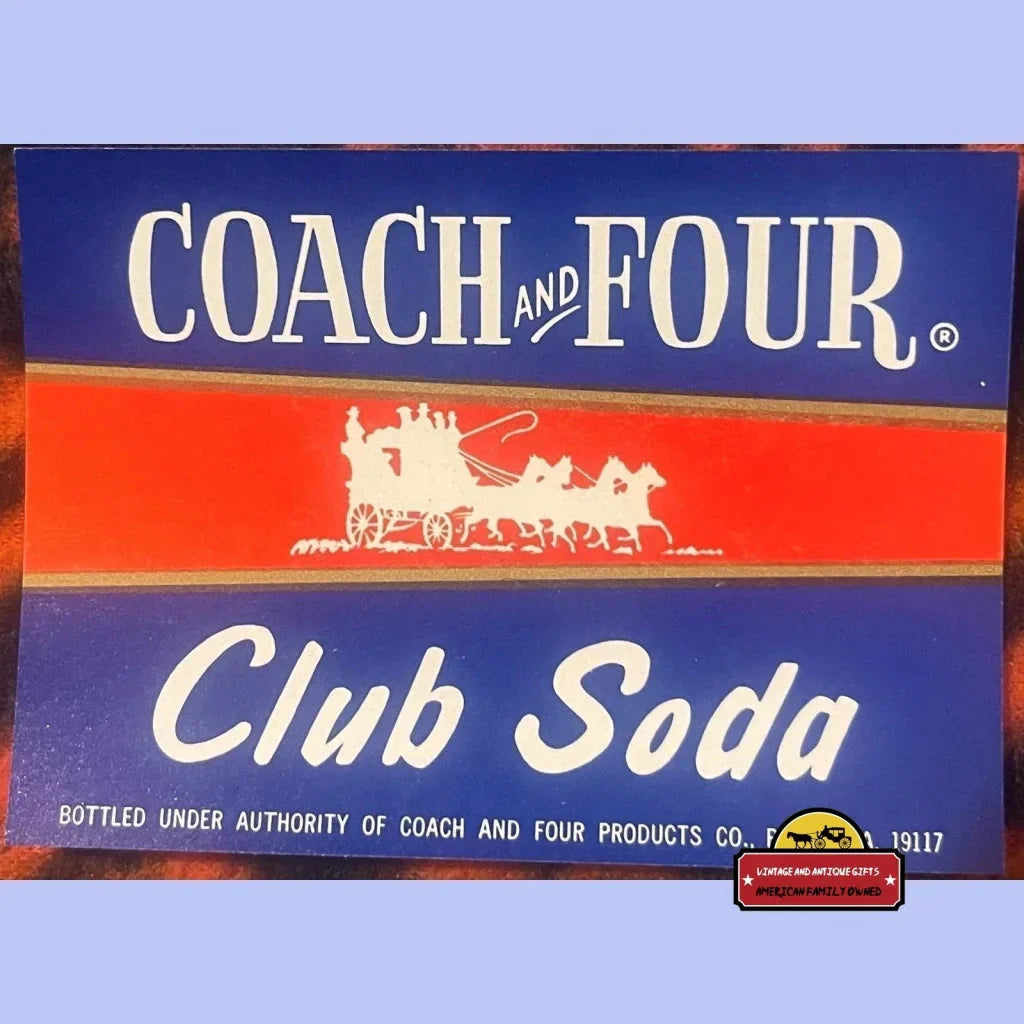 COACH AND FOUR ®
Club Soda
BOTTLED UNDER AUTHORITY OF COACH AND FOUR PRODUCTS CO., 19117
VINTAGE AND ANTIQUE GIFTS
AMERICAN FAMILY OWNED